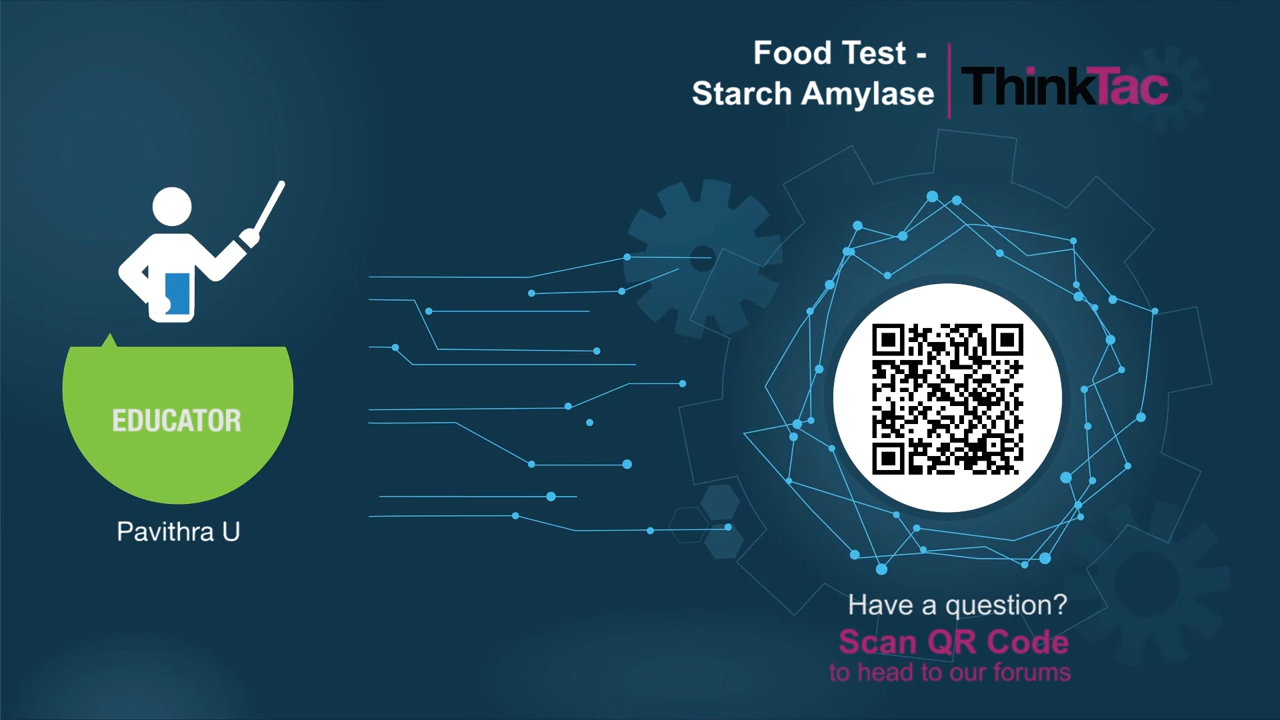 Food Test -
Starch Amylase
ThinkTac
EDUCATOR
Pavithra U
Have a question?
Scan QR Code
to head to our forums